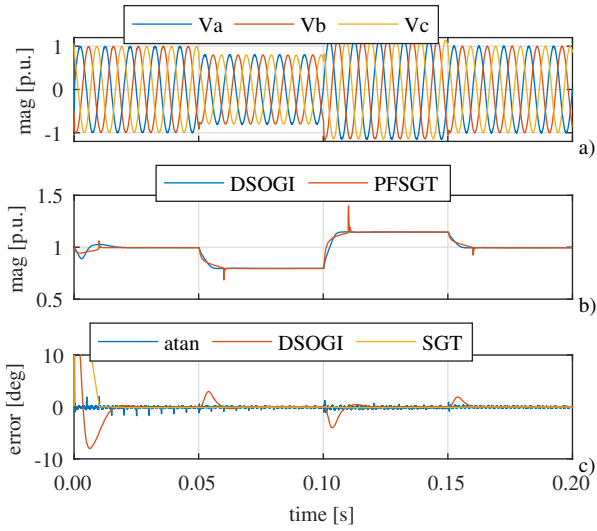 Va Vb Vc
mag [p.u.]
1
0
-1
a)
DSOGI PFSGT
mag [p.u.]
1.5
1
0.5
b)
atan DSOGI SGT
error [deg]
10
0
-10
c)
0.00 0.05 0.10 0.15 0.20
time [s]